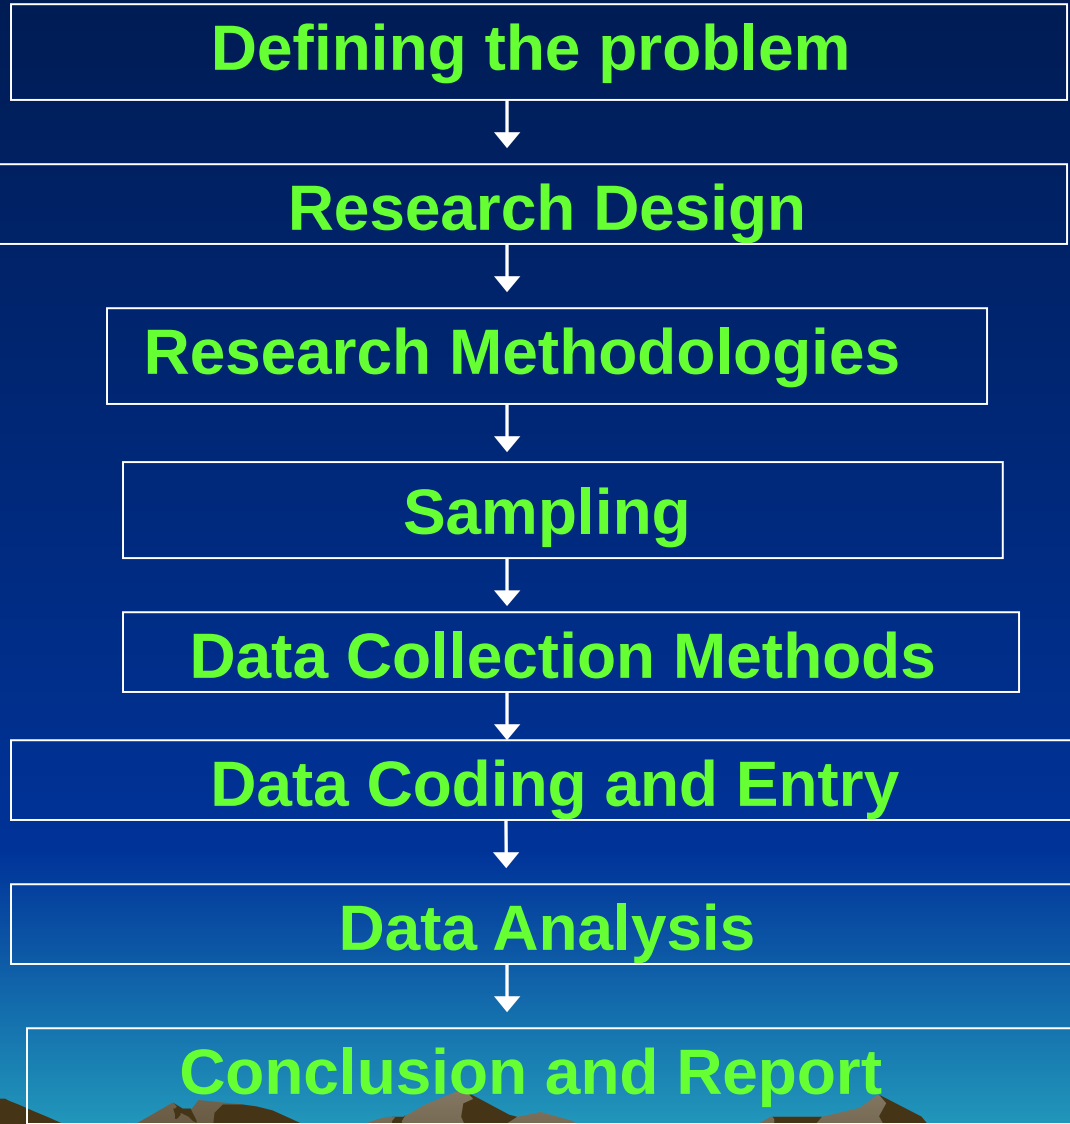 Defining the problem
Research Design
Research Methodologies
Sampling
Data Collection Methods
Data Coding and Entry
Data Analysis
Conclusion and Report